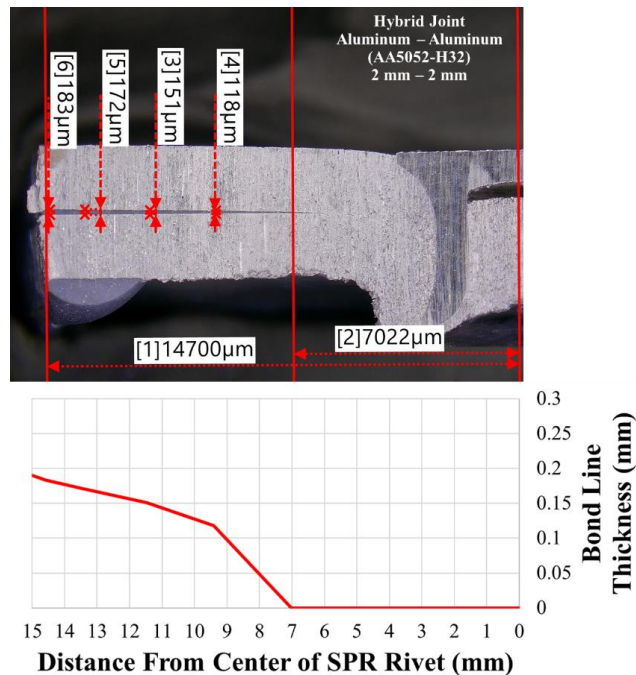 Hybrid Joint
Aluminum – Aluminum
(AA5052-H32)
2 mm – 2 mm
[6]183µm
[5]172µm
[3]151µm
[4]118µm
[1]14700µm
[2]7022µm
0.3
0.25
0.2
0.15
0.1
0.05
0
Bond Line
Thickness (mm)
15 14 13 12 11 10 9 8 7 6 5 4 3 2 1 0
Distance From Center of SPR Rivet (mm)